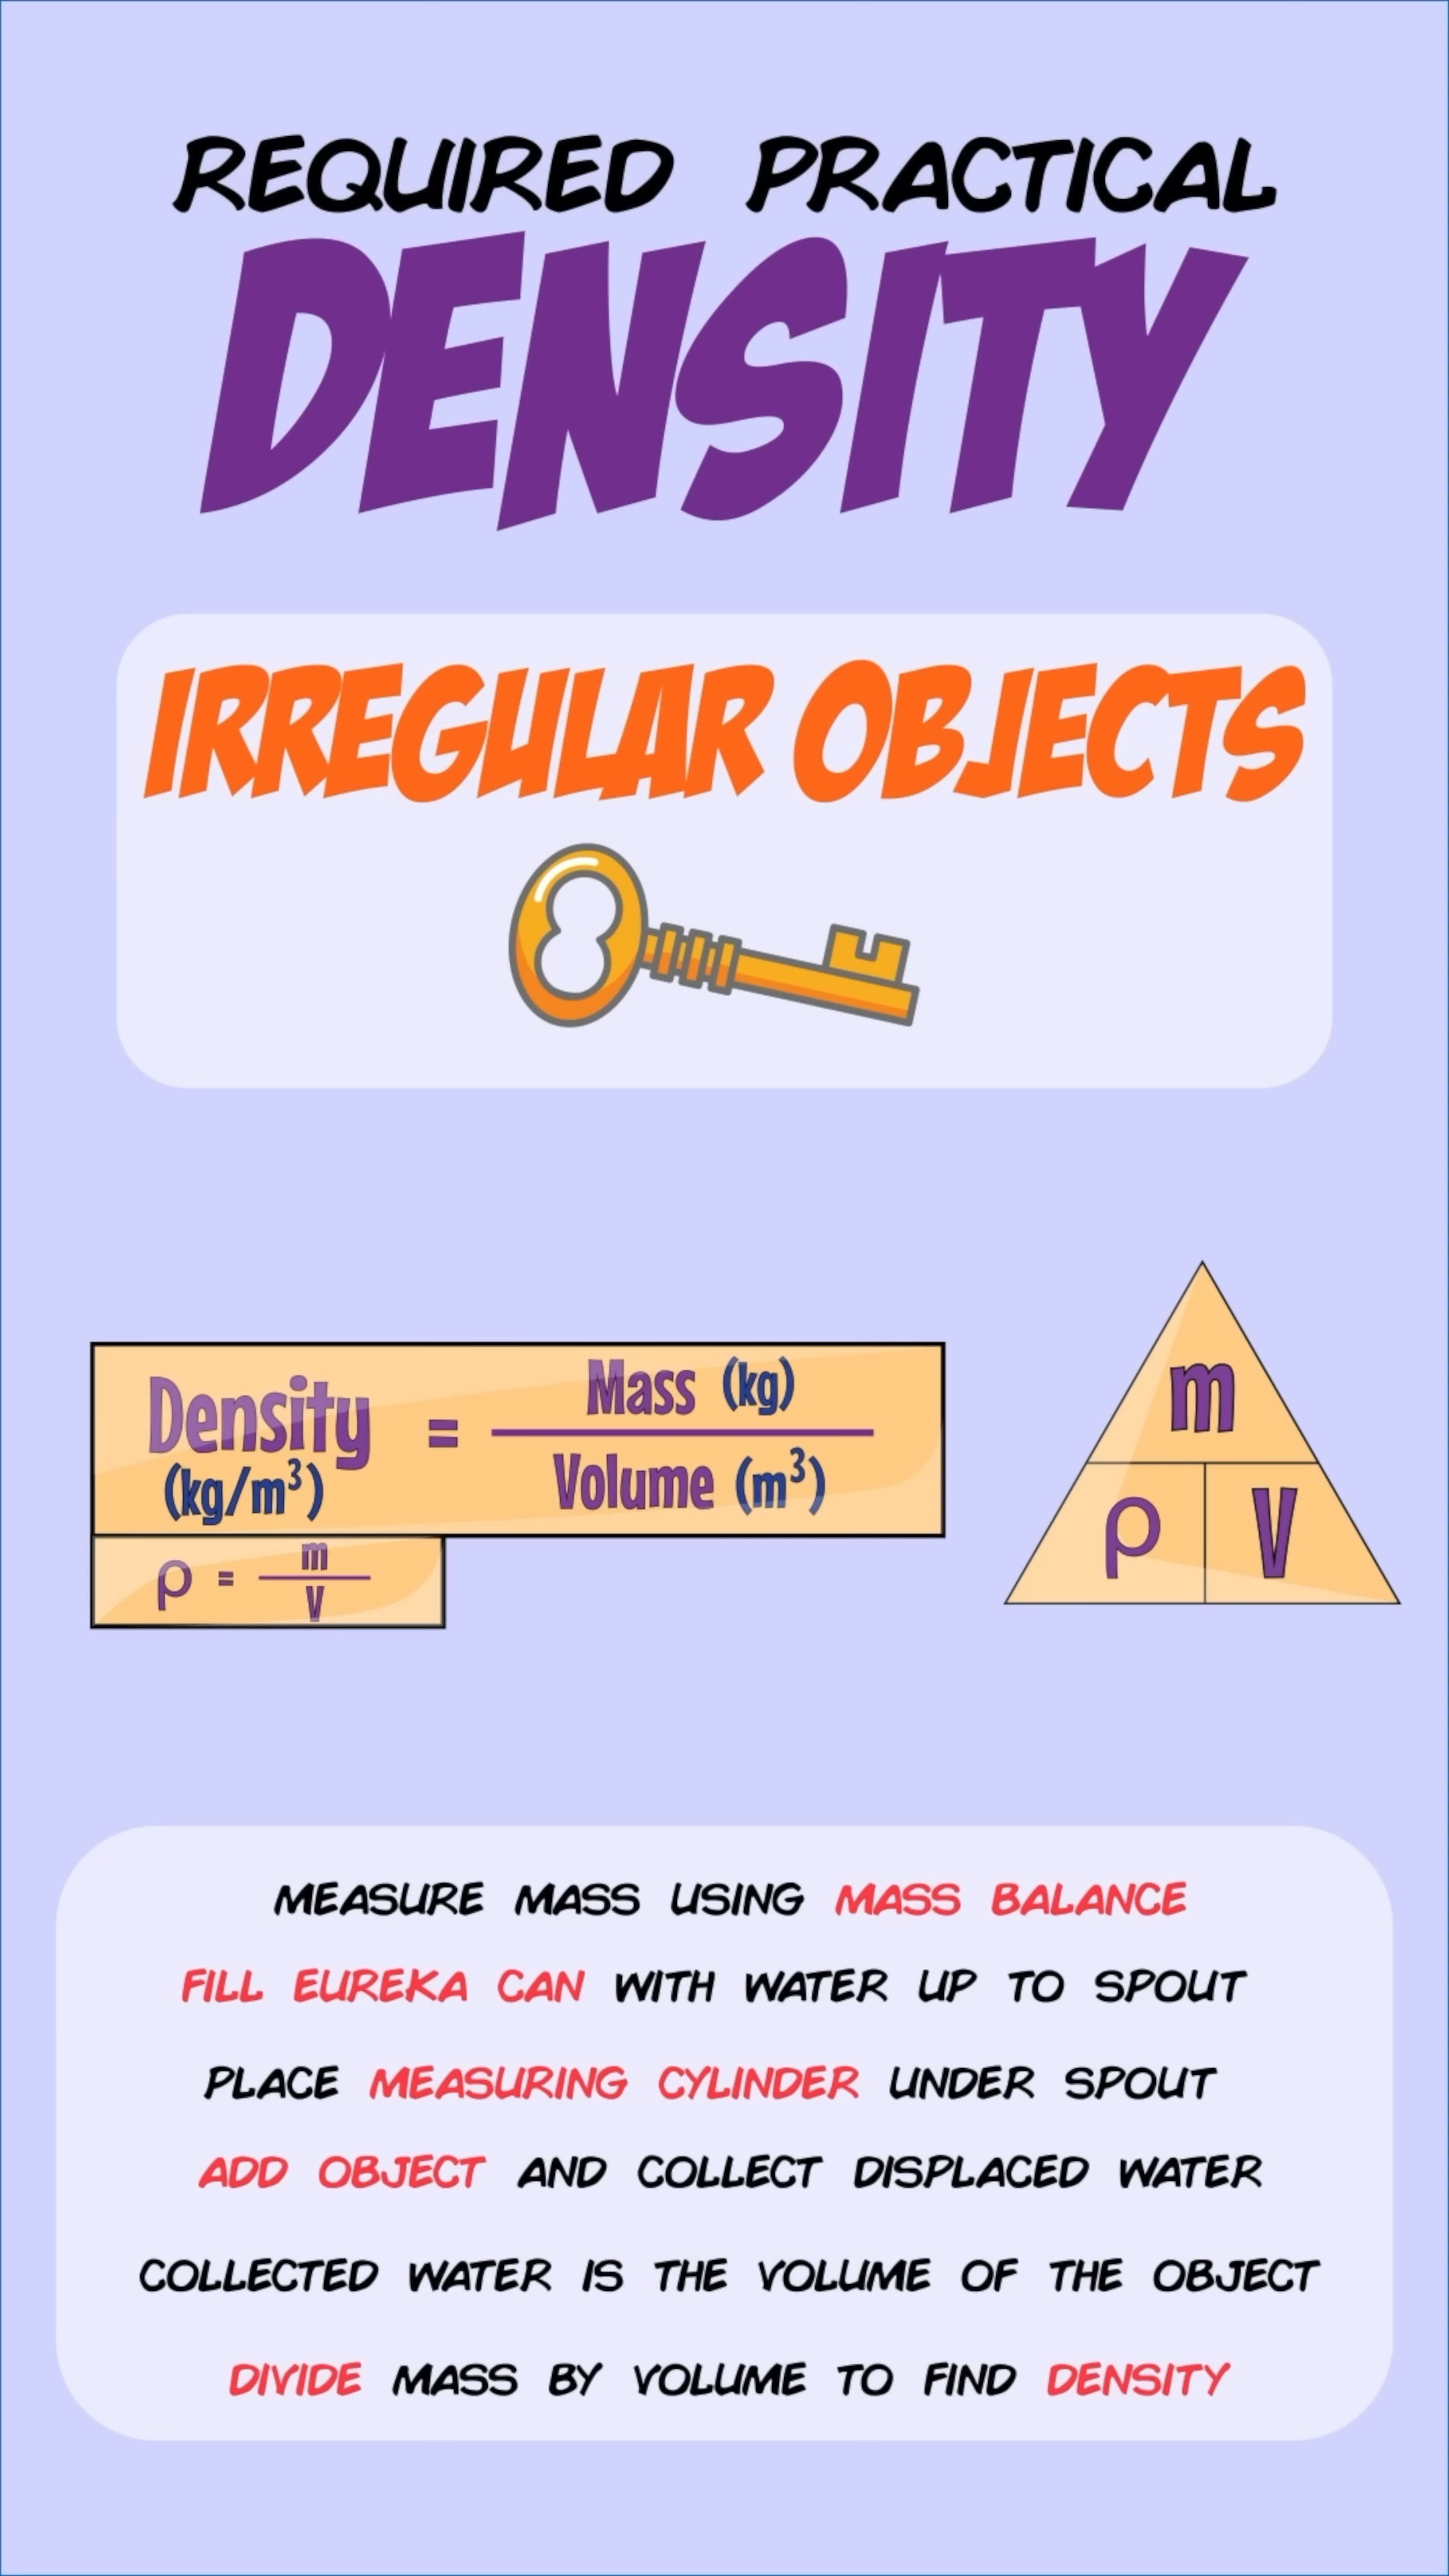 REQUIRED PRACTICAL
DENSITY
IRREGULAR OBJECTS
Density (kg/m³) = Mass (kg) / Volume (m³)
ρ = m / V
m
ρ V
MEASURE MASS USING MASS BALANCE
FILL EUREKA CAN WITH WATER UP TO SPOUT
PLACE MEASURING CYLINDER UNDER SPOUT
ADD OBJECT AND COLLECT DISPLACED WATER
COLLECTED WATER IS THE VOLUME OF THE OBJECT
DIVIDE MASS BY VOLUME TO FIND DENSITY